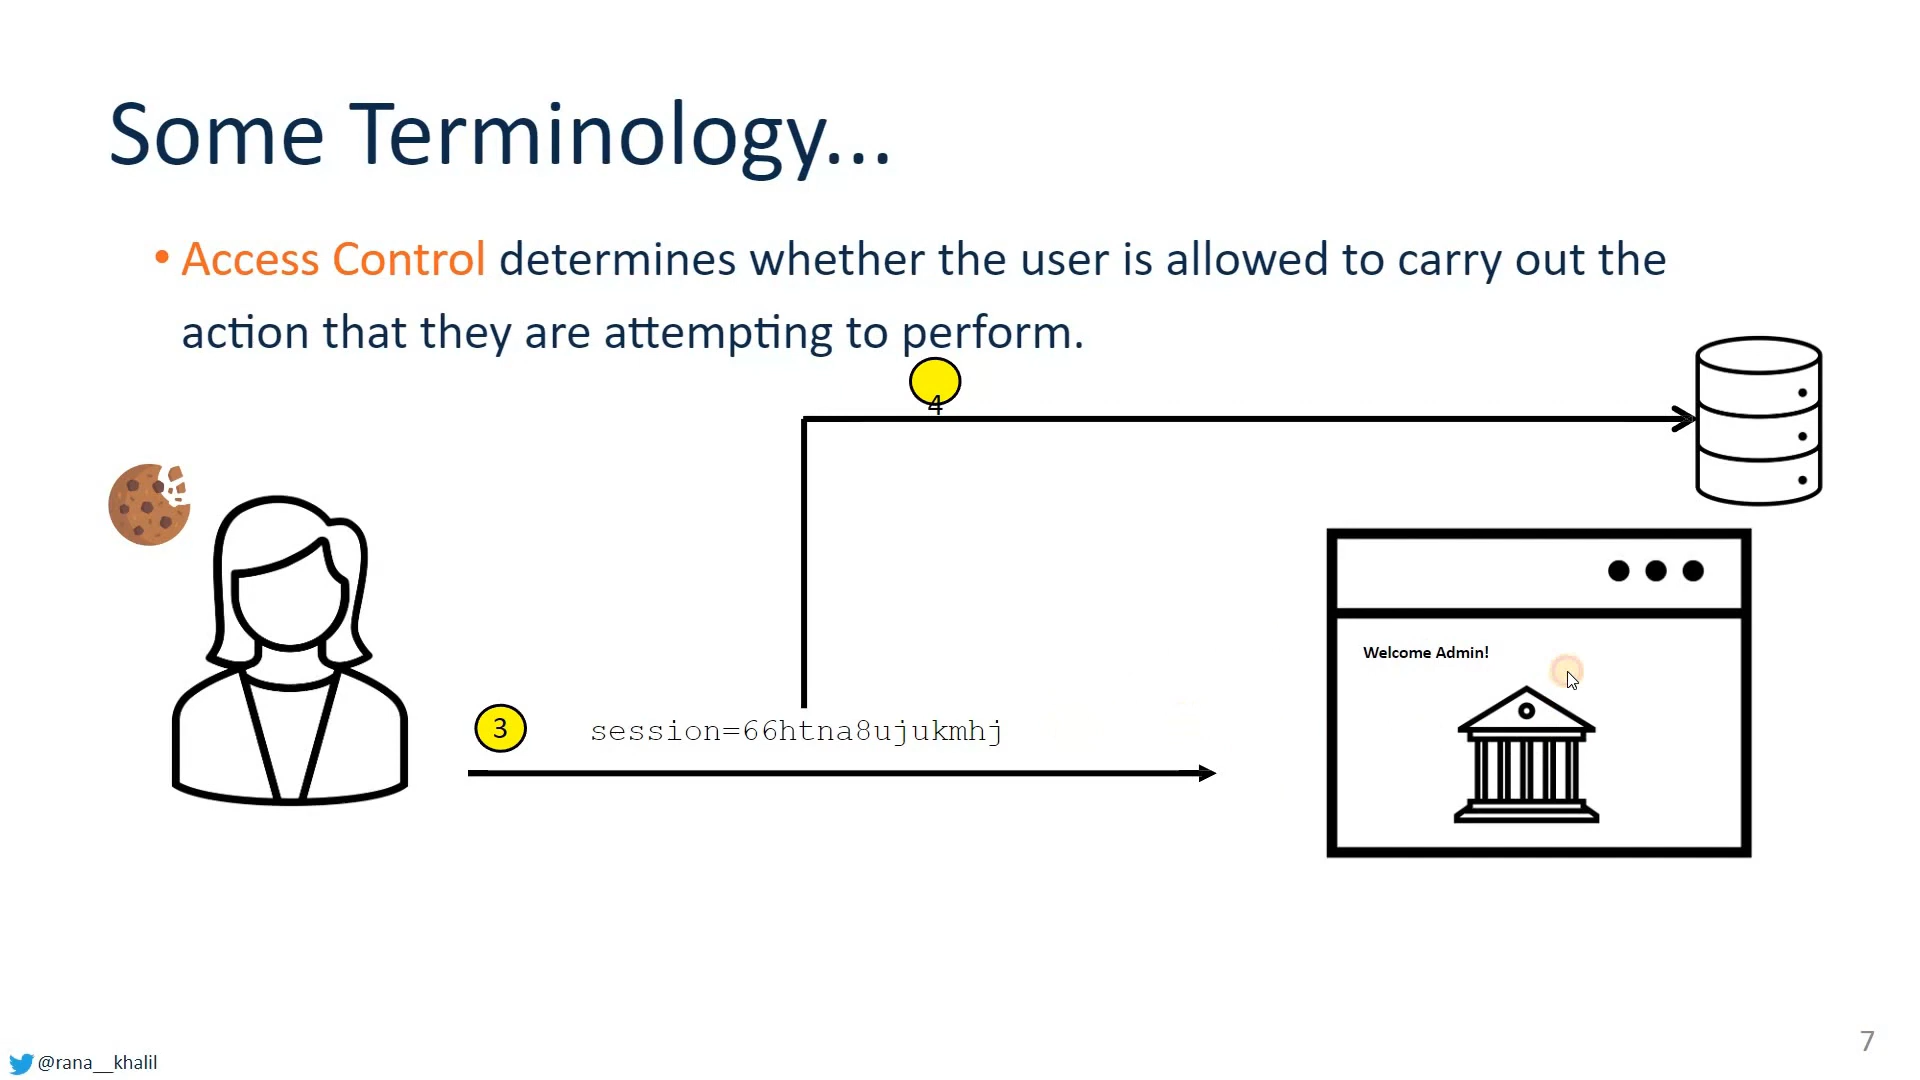 Some Terminology...
• Access Control determines whether the user is allowed to carry out the
action that they are attempting to perform.
4
Welcome Admin!
3
session=66htna8ujukmhj
7
@rana__khalil